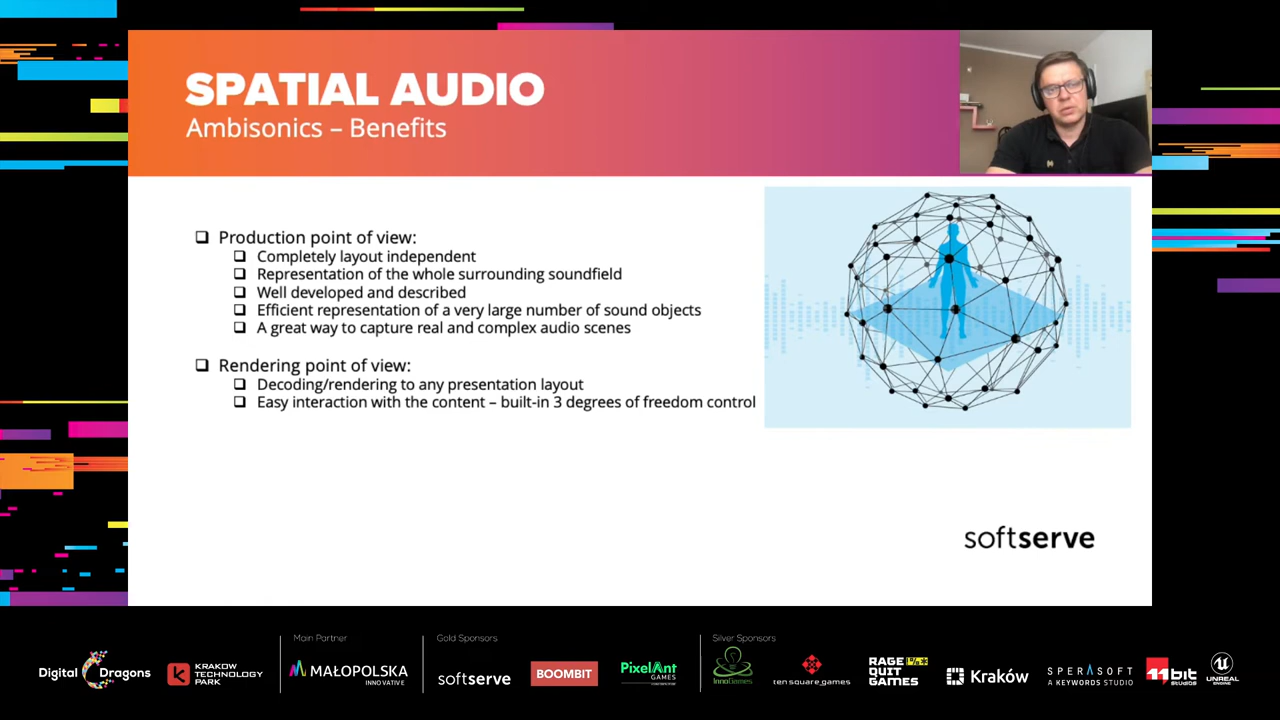 SPATIAL AUDIO
Ambisonics – Benefits
Production point of view:
Completely layout independent
Representation of the whole surrounding soundfield
Well developed and described
Efficient representation of a very large number of sound objects
A great way to capture real and complex audio scenes
Rendering point of view:
Decoding/rendering to any presentation layout
Easy interaction with the content – built-in 3 degrees of freedom control
softserve
Main Partner
Gold Sponsors
Silver Sponsors
Digital Dragons
KRAKOW
TECHNOLOGY
PARK
MAŁOPOLSKA
INNOVATIVE
softserve
BOOMBIT
PixelAnt
GAMES
InnoGames
ten square games
RAGE
QUIT
GAMES
Kraków
SPERASOFT
A KEYWORDS STUDIO
11bit
STUDIOS
UNREAL
ENGINE